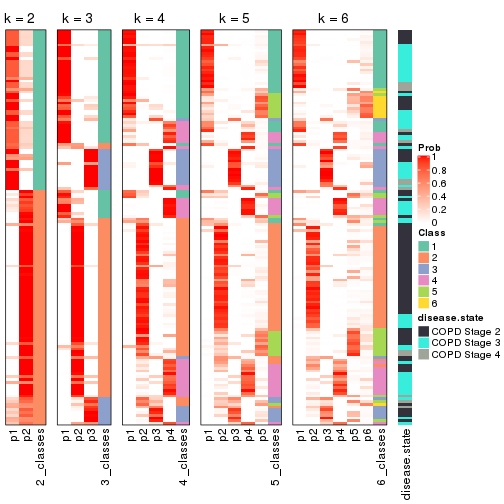 k = 2 k = 3 k = 4 k = 5 k = 6
Prob
1
0.8
0.6
0.4
0.2
0
Class
1
2
3
4
5
6
disease.state
COPD Stage 2
COPD Stage 3
COPD Stage 4
p1 p2 2_classes p1 p2 p3 3_classes p1 p2 p3 p4 4_classes p1 p2 p3 p4 p5 5_classes p1 p2 p3 p4 p5 p6 6_classes disease.state